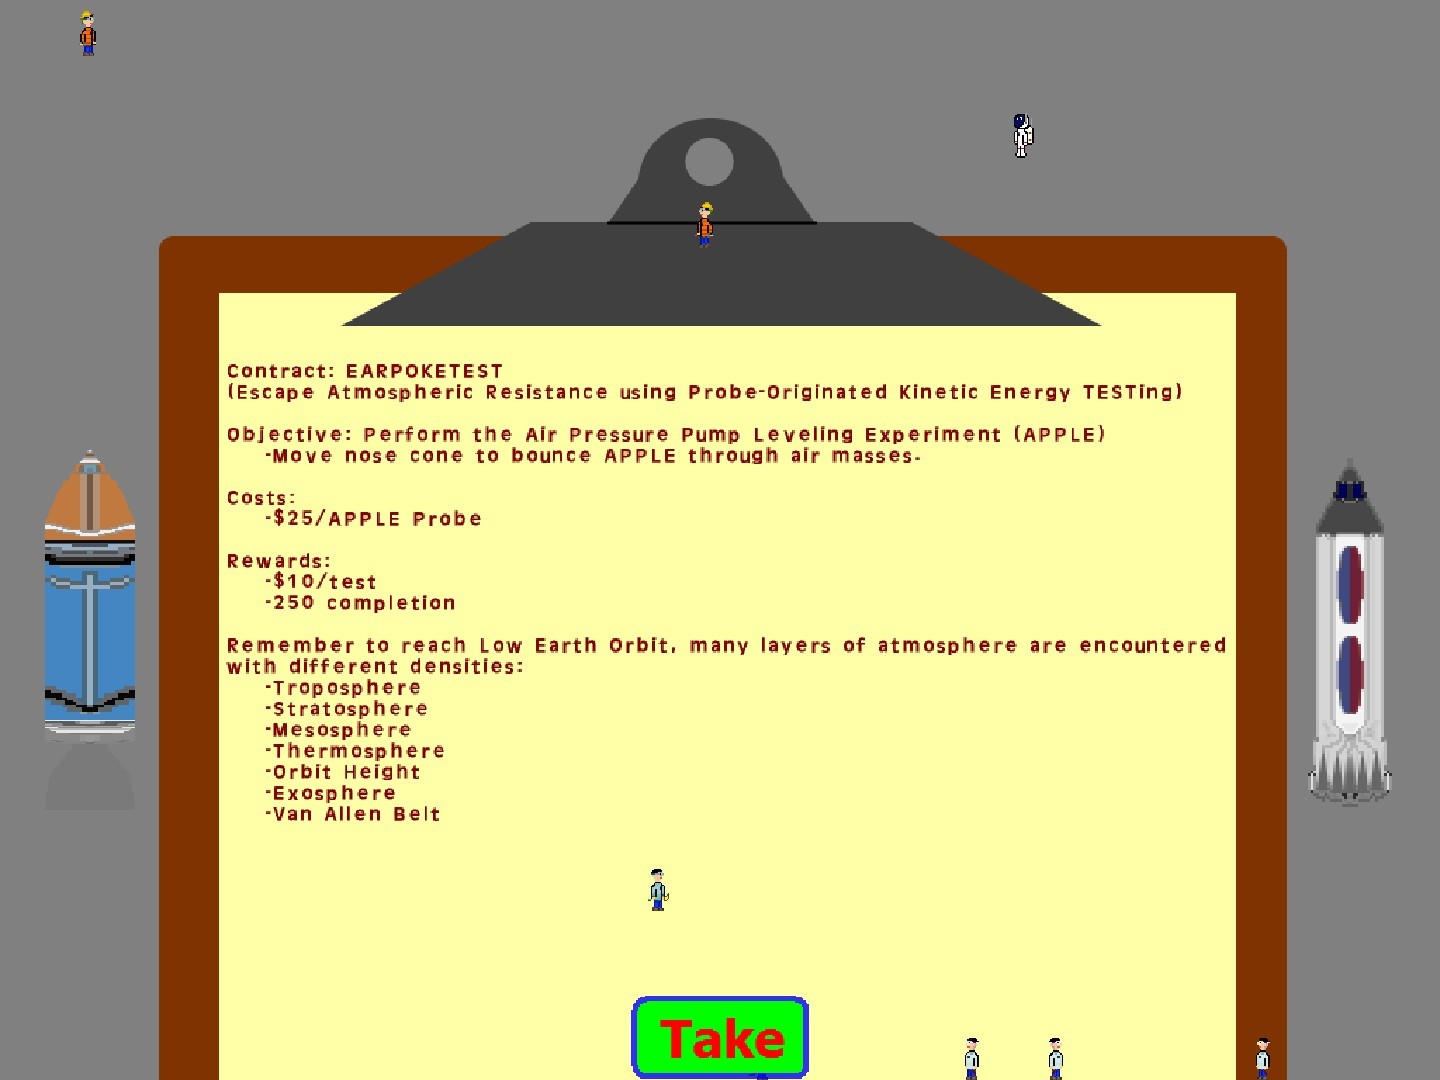 Contract: EARPOKETEST
(Escape Atmospheric Resistance using Probe-Originated Kinetic Energy TESTing)
Objective: Perform the Air Pressure Pump Leveling Experiment (APPLE)
-Move nose cone to bounce APPLE through air masses.
Costs:
-$25/APPLE Probe
Rewards:
-$10/test
-250 completion
Remember to reach Low Earth Orbit, many layers of atmosphere are encountered
with different densities:
-Troposphere
-Stratosphere
-Mesosphere
-Thermosphere
-Orbit Height
-Exosphere
-Van Allen Belt
Take